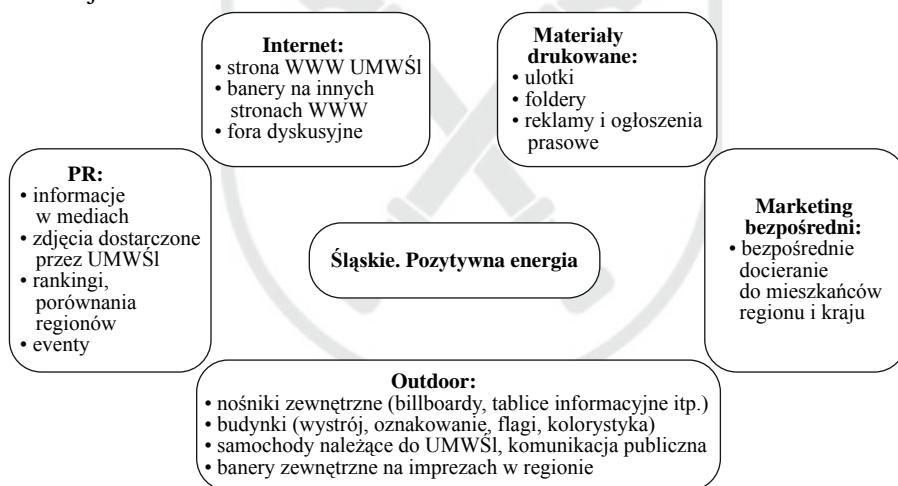 Internet:
• strona WWW UMWŚl
• banery na innych
stronach WWW
• fora dyskusyjne
Materiały
drukowane:
• ulotki
• foldery
• reklamy i ogłoszenia
prasowe
PR:
• informacje
w mediach
• zdjęcia dostarczone
przez UMWŚl
• rankingi,
porównania
regionów
• eventy
Śląskie. Pozytywna energia
Marketing
bezpośredni:
• bezpośrednie
docieranie
do mieszkańców
regionu i kraju
Outdoor:
• nośniki zewnętrzne (billboardy, tablice informacyjne itp.)
• budynki (wystrój, oznakowanie, flagi, kolorystyka)
• samochody należące do UMWŚl, komunikacja publiczna
• banery zewnętrzne na imprezach w regionie